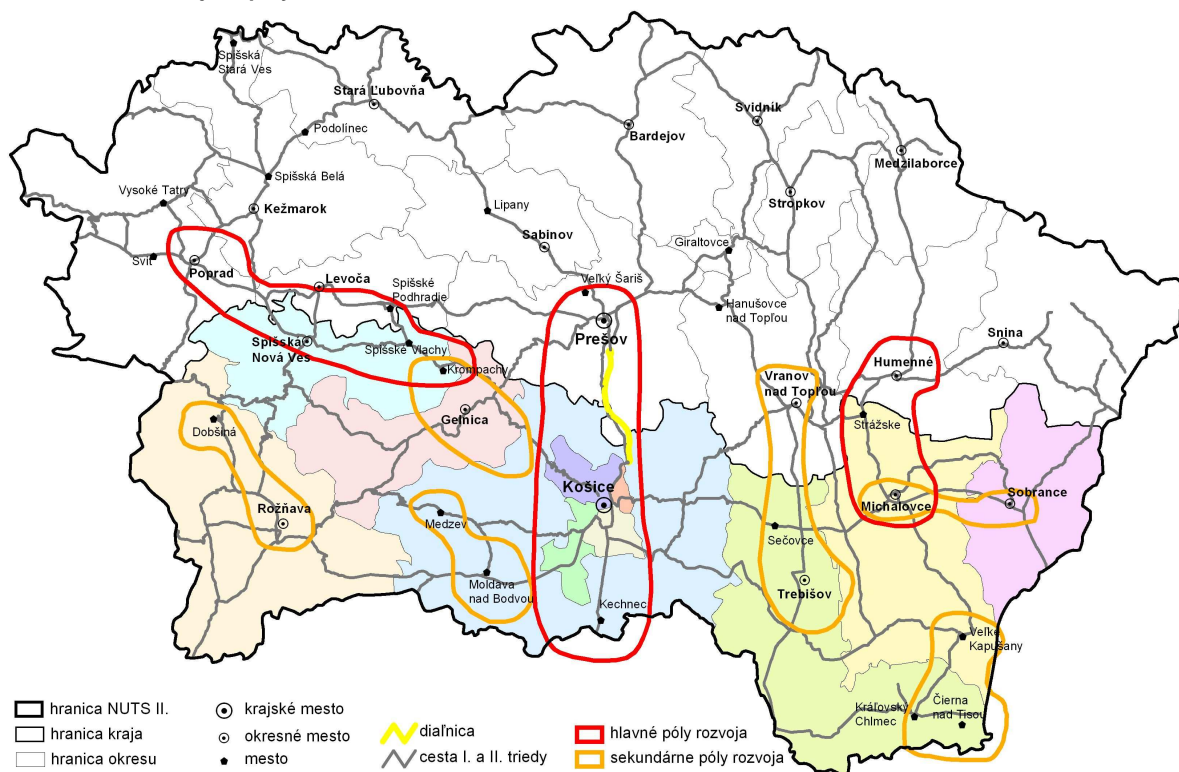 Spišská
Stará Ves
Stará Ľubovňa
Podolínec
Bardejov
Svidník
Medzilaborce
Vysoké Tatry
Spišská Belá
Kežmarok
Lipany
Stropkov
Sabinov
Giraltovce
Svit
Poprad
Levoča
Spišské
Podhradie
Veľký Šariš
Hanušovce
nad Topľou
Prešov
Snina
Spišská
Nová Ves
Spišské Vlachy
Krompachy
Humenné
Vranov
nad Topľou
Gelnica
Dobšiná
Strážske
Košice
Michalovce
Sobrance
Rožňava
Medzev
Sečovce
Moldava
nad Bodvou
Trebišov
Kechnec
Veľké
Kapušany
Kráľovský
Chlmec
Čierna
nad Tisou
hranica NUTS II.
hranica kraja
hranica okresu
krajské mesto
okresné mesto
mesto
diaľnica
cesta I. a II. triedy
hlavné póly rozvoja
sekundárne póly rozvoja